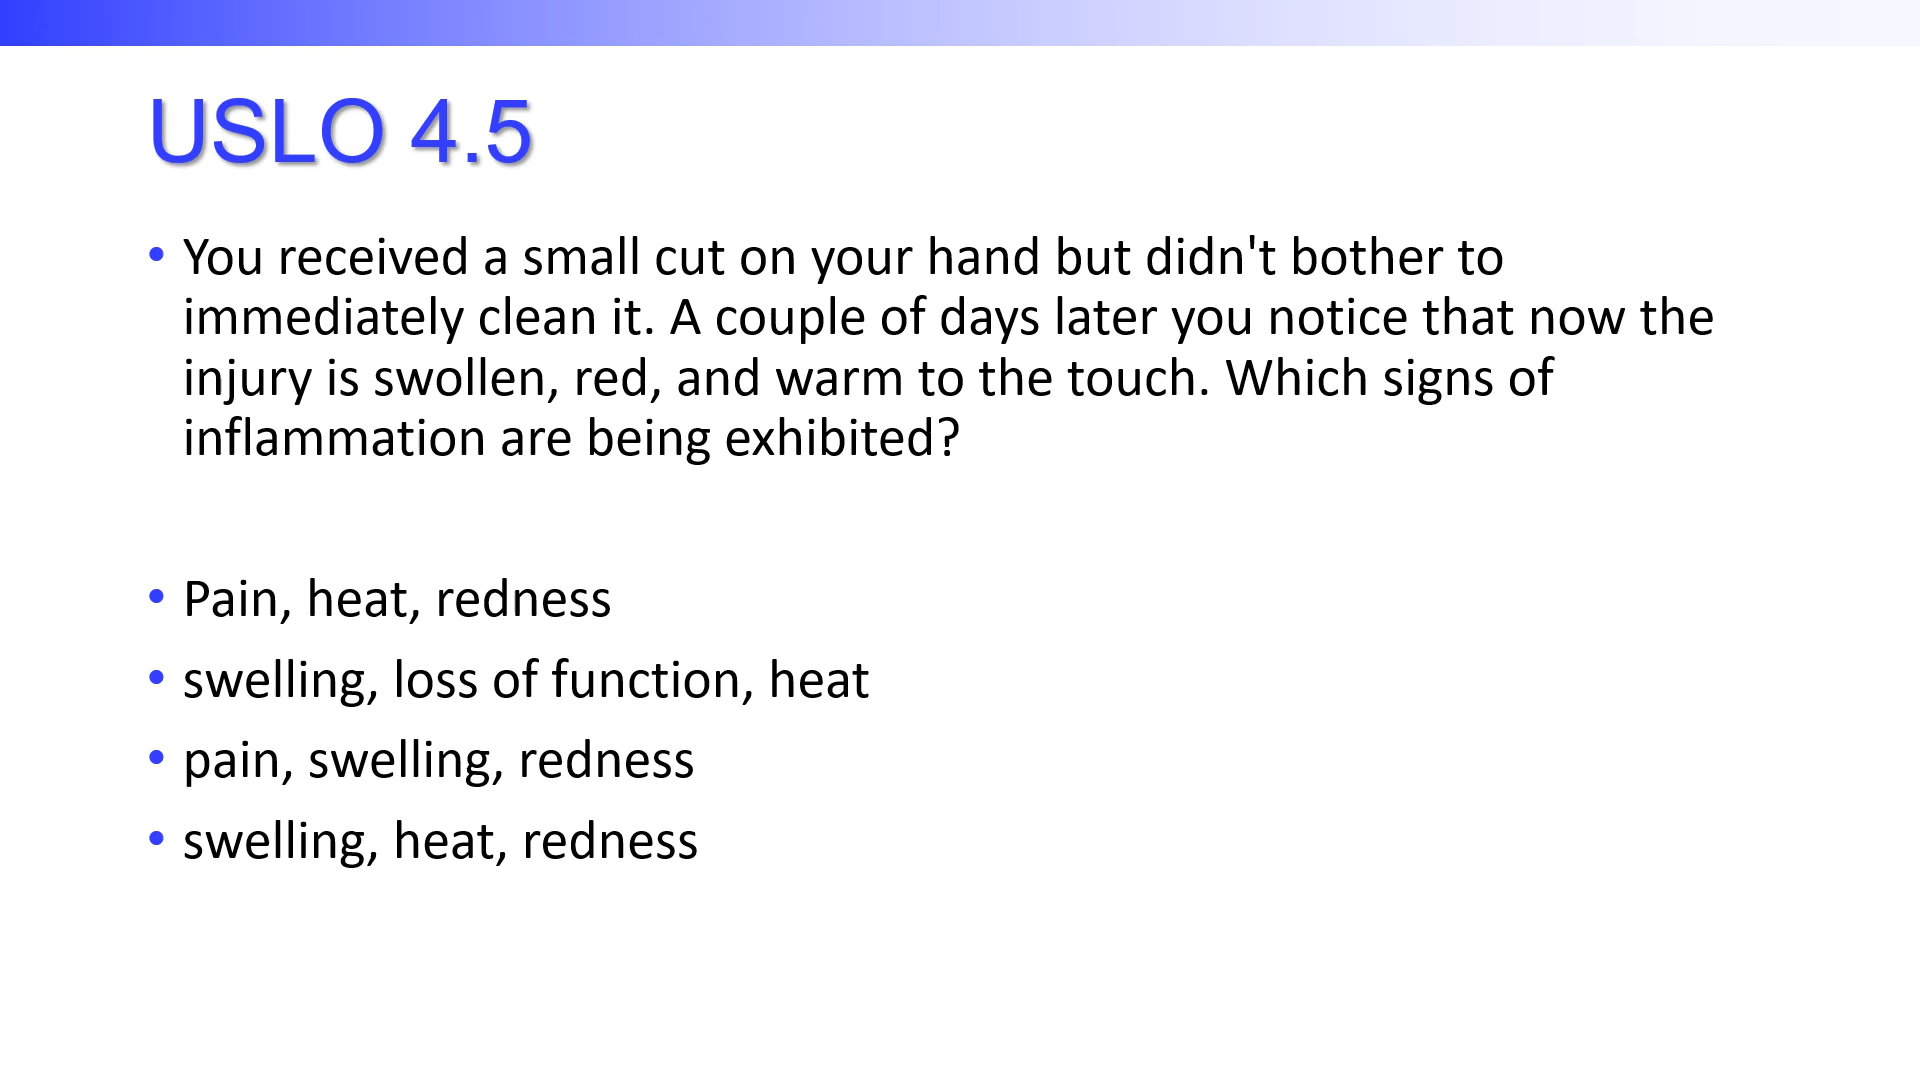 USLO 4.5
• You received a small cut on your hand but didn't bother to
immediately clean it. A couple of days later you notice that now the
injury is swollen, red, and warm to the touch. Which signs of
inflammation are being exhibited?
• Pain, heat, redness
• swelling, loss of function, heat
• pain, swelling, redness
• swelling, heat, redness